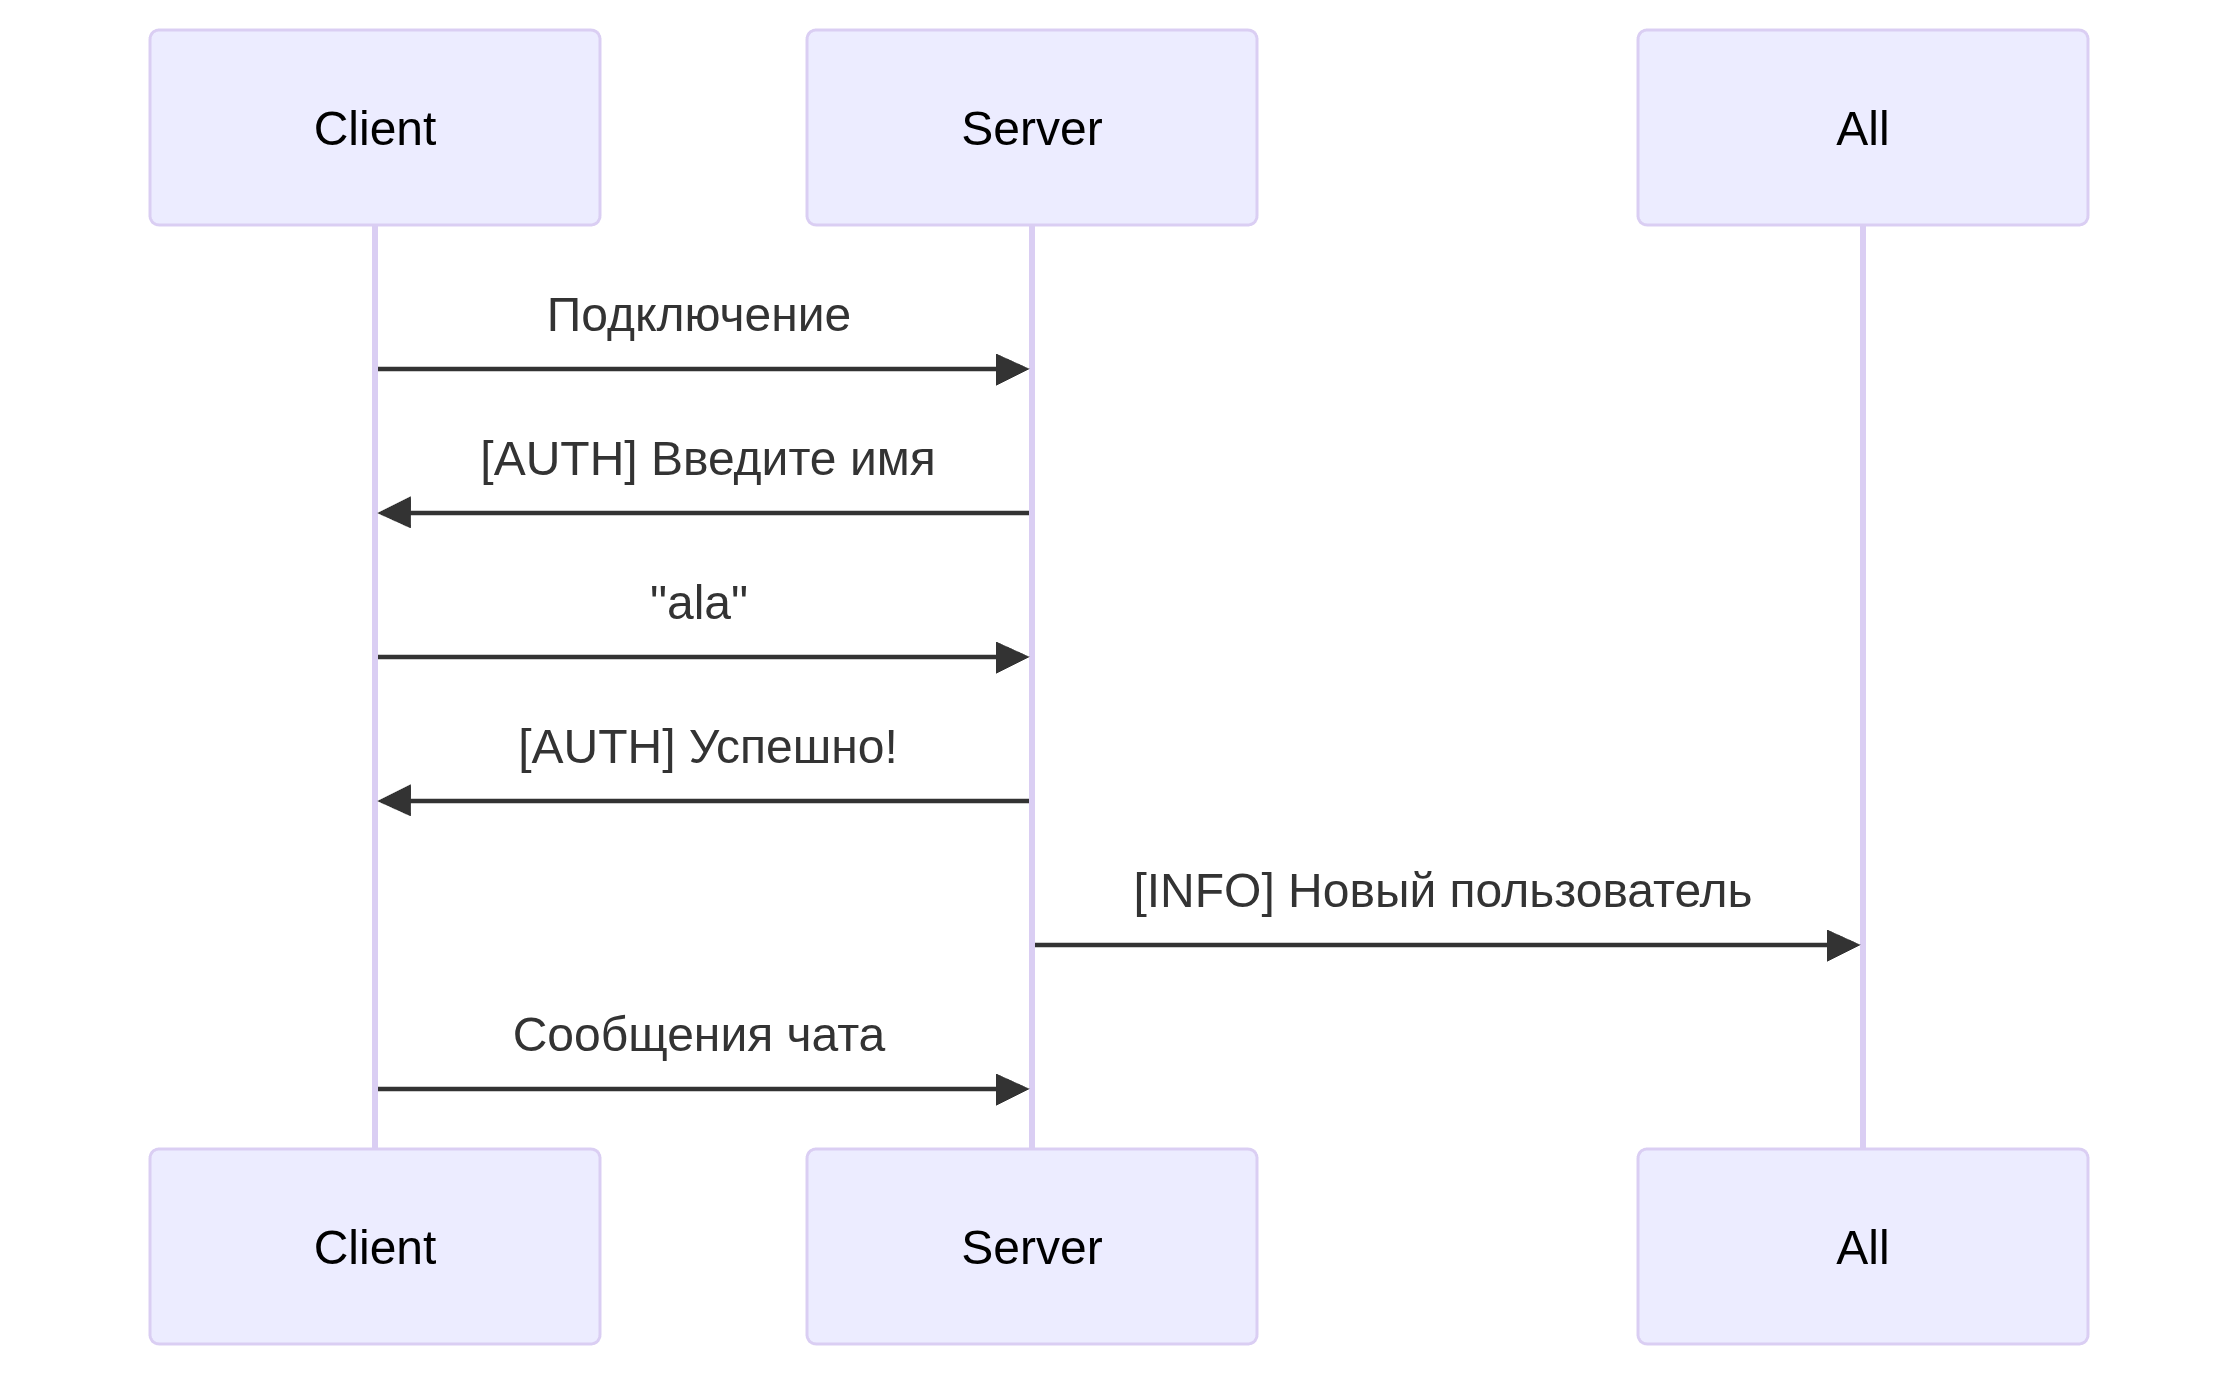 Client
Server
All
Подключение
[AUTH] Введите имя
"ala"
[AUTH] Успешно!
[INFO] Новый пользователь
Сообщения чата
Client
Server
All